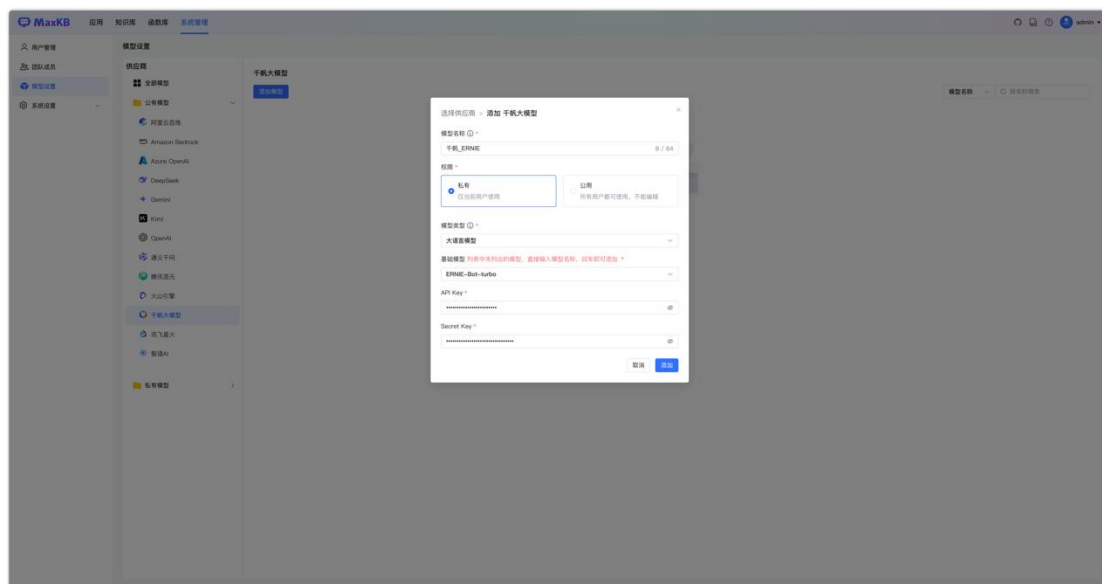 MaxKB 应用 知识库 函数库 系统管理 admin
用户管理
团队成员
模型设置
系统设置
模型设置
供应商
全部模型
公有模型
阿里云百炼
Amazon Bedrock
Azure OpenAI
DeepSeek
Gemini
Kimi
OpenAI
通义千问
腾讯混元
火山引擎
千帆大模型
讯飞星火
智谱AI
私有模型
千帆大模型
添加模型
模型名称 按名称搜索
选择供应商 > 添加 千帆大模型
模型名称 *
千帆_ERNIE 8 / 64
权限 *
私有
仅当前用户使用
公用
所有用户都可使用，不能编辑
模型类型 *
大语言模型
基础模型 列表中未列出的模型，直接输入模型名称，回车即可添加 *
ERNIE-Bot-turbo
API Key *
Secret Key *
取消 添加